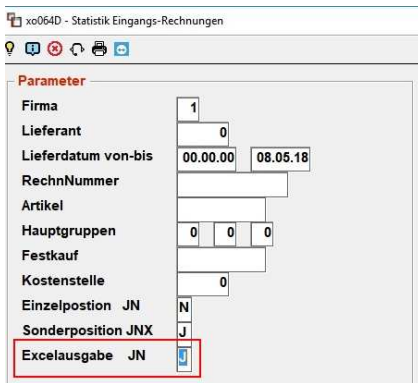 xo064D - Statistik Eingangs-Rechnungen
Parameter
Firma 1
Lieferant 0
Lieferdatum von-bis 00.00.00 08.05.18
RechnNummer
Artikel
Hauptgruppen 0 0 0
Festkauf
Kostenstelle 0
Einzelpostion JN N
Sonderposition JNX J
Excelausgabe JN J